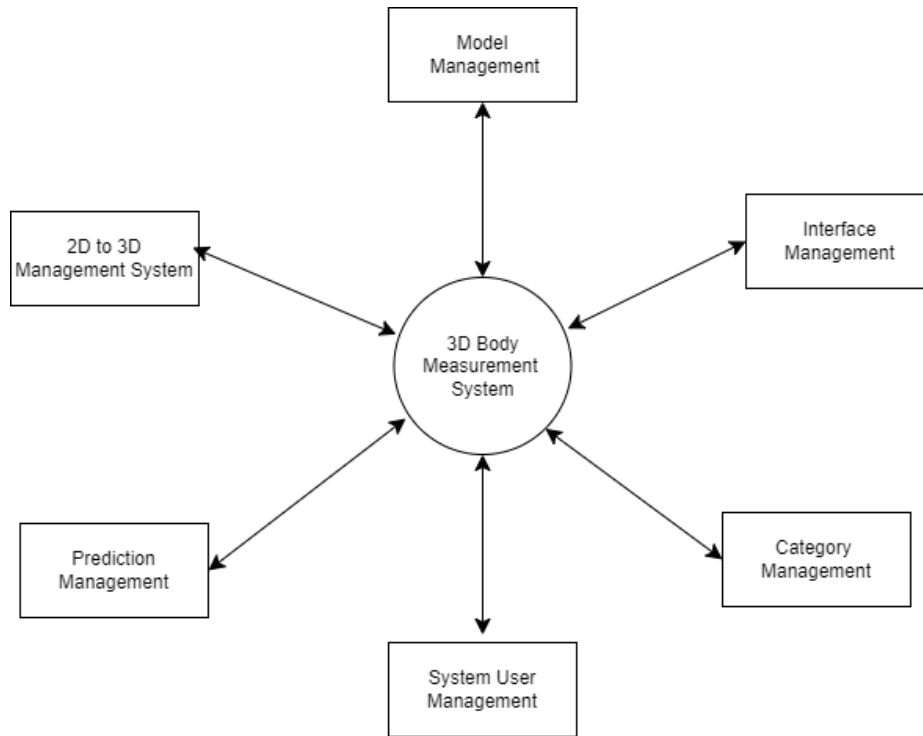 Model
Management
2D to 3D
Management System
Interface
Management
3D Body
Measurement
System
Prediction
Management
Category
Management
System User
Management